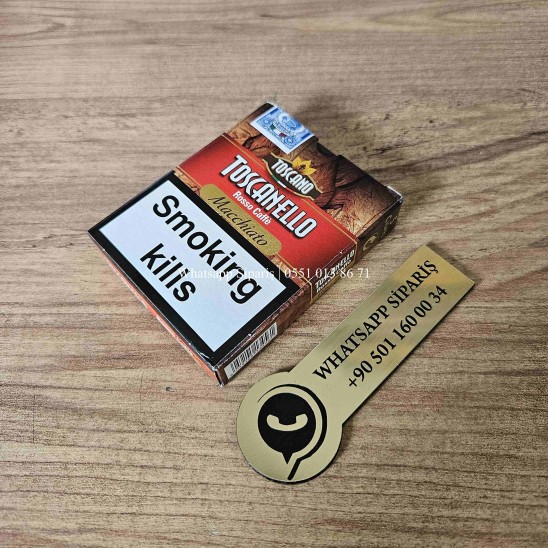 TOSCANO
TOSCANELLO
Rosso Caffè
Macchiato
Smoking
kills
TOSCANELLO
Whatsapp Sipariş | 0551 013 86 71
WHATSAPP SİPARİŞ
+90 501 160 00 34